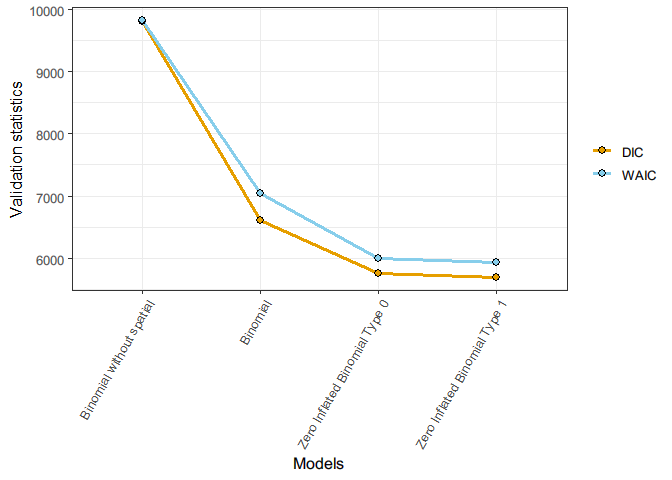 10000
9000
8000
7000
6000
Validation statistics
Binomial without spatial
Binomial
Zero Inflated Binomial Type 0
Zero Inflated Binomial Type 1
Models
DIC
WAIC